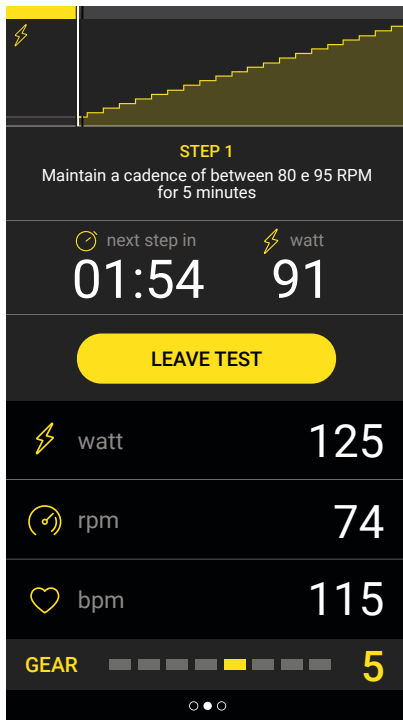 STEP 1
Maintain a cadence of between 80 e 95 RPM
for 5 minutes
next step in
watt
01:54
91
LEAVE TEST
watt
125
rpm
74
bpm
115
GEAR
5